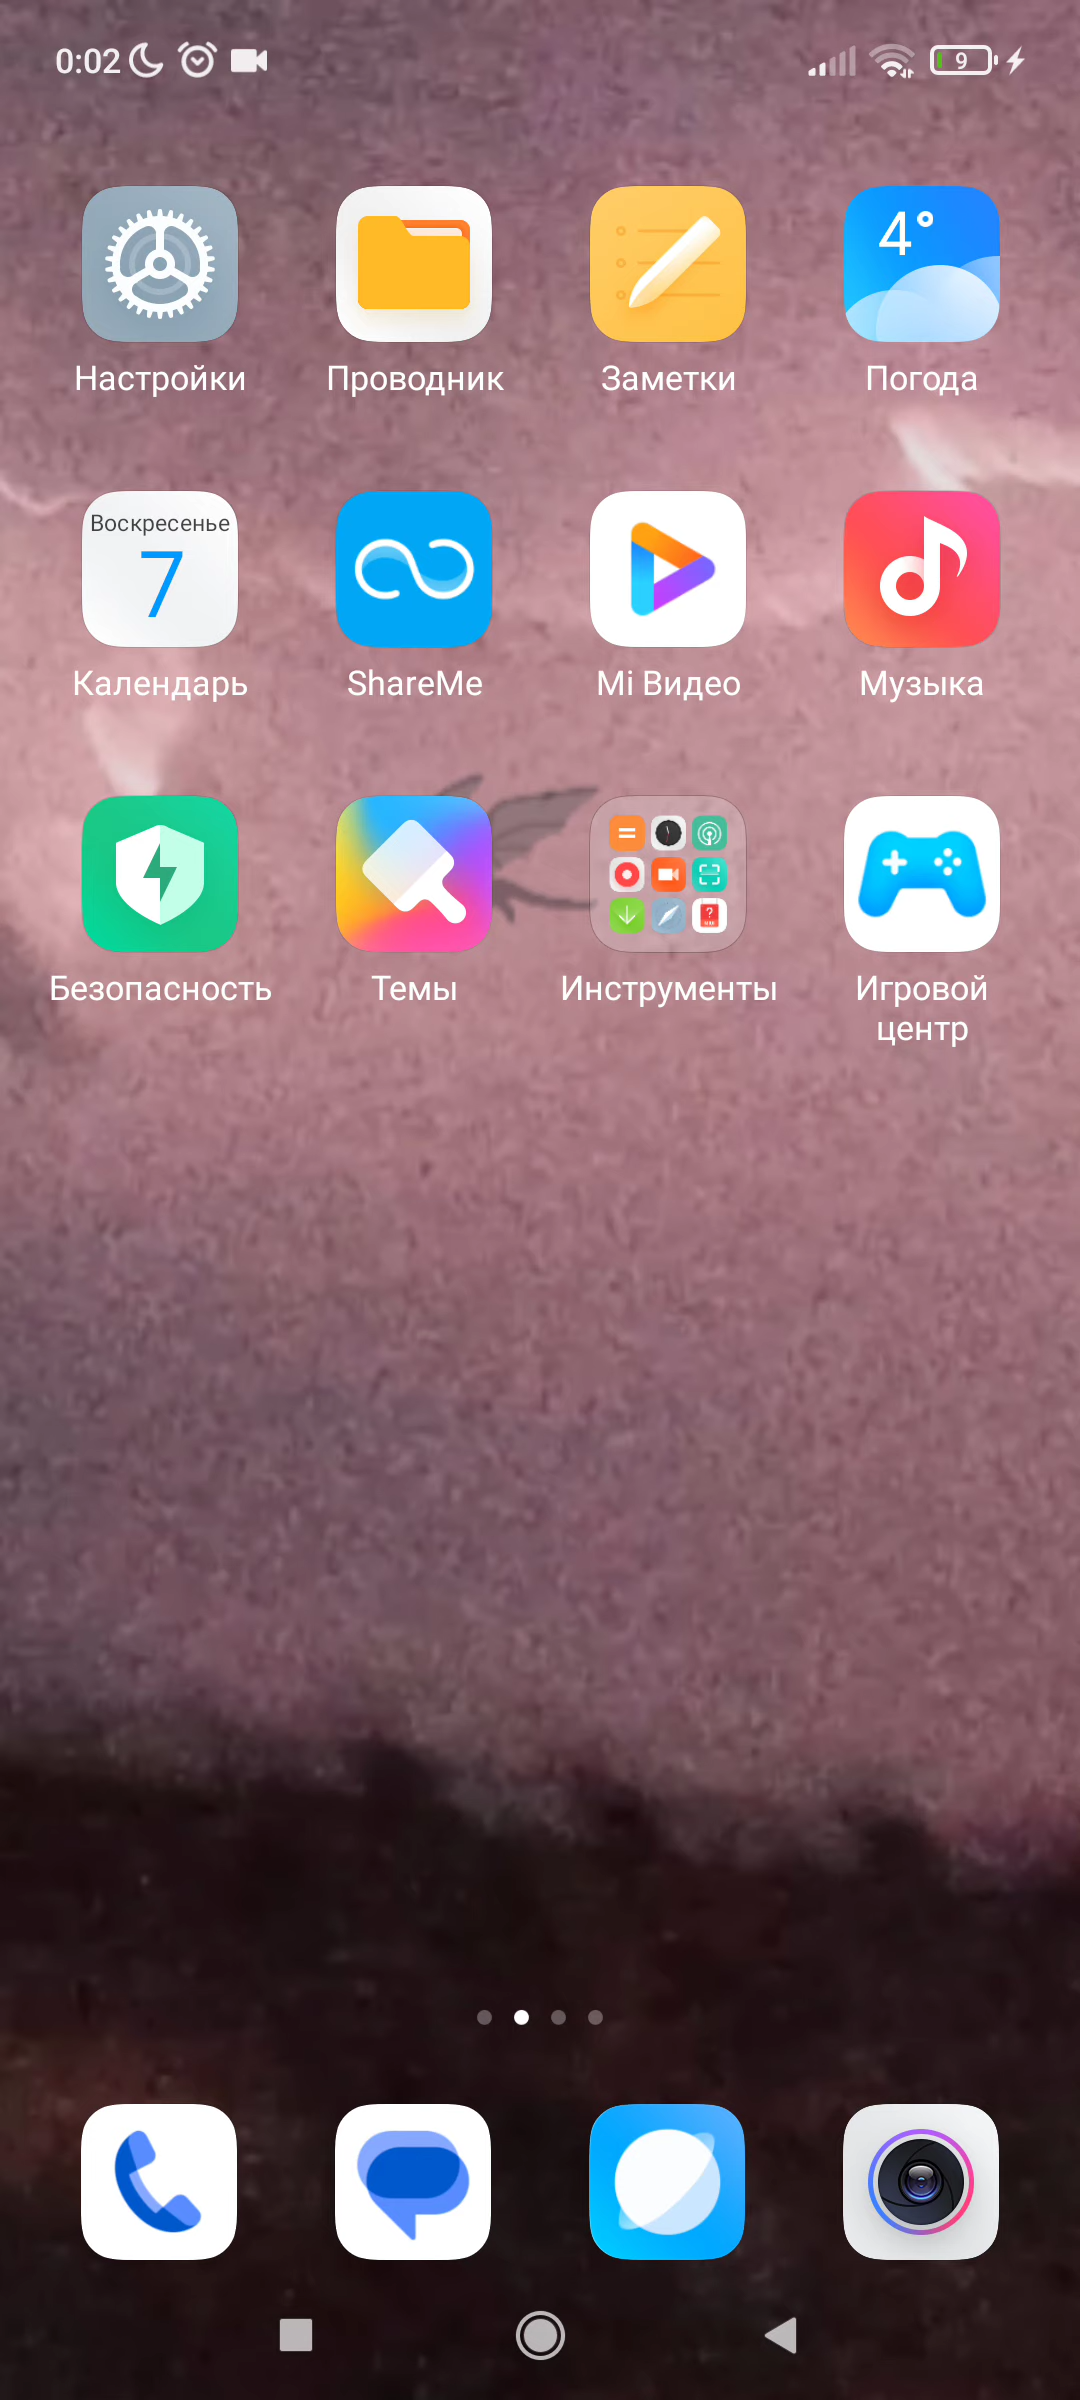 0:02 9
Настройки Проводник Заметки 4° Погода
Воскресенье
7
Календарь ShareMe Mi Видео Музыка
Безопасность Темы Инструменты Игровой
центр